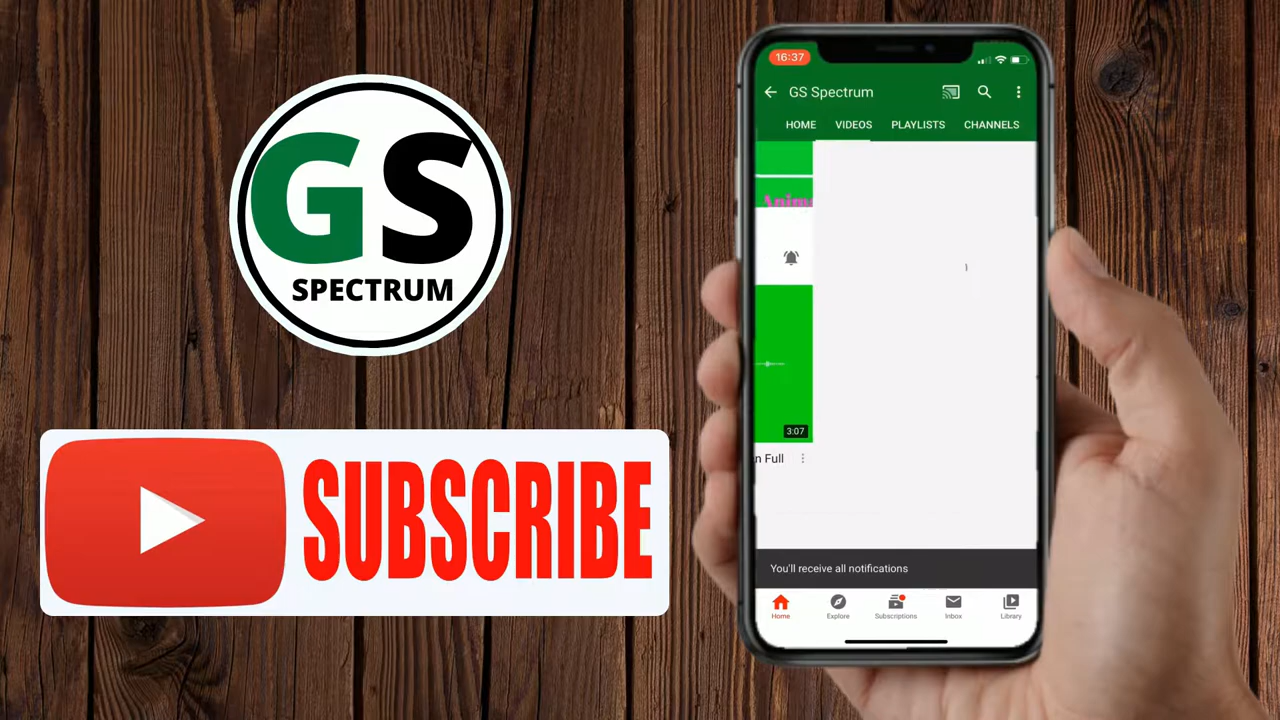 GS
SPECTRUM
SUBSCRIBE
16:37
GS Spectrum
HOME VIDEOS PLAYLISTS CHANNELS
3:07
n Full
You'll receive all notifications
Home Explore Subscriptions Inbox Library